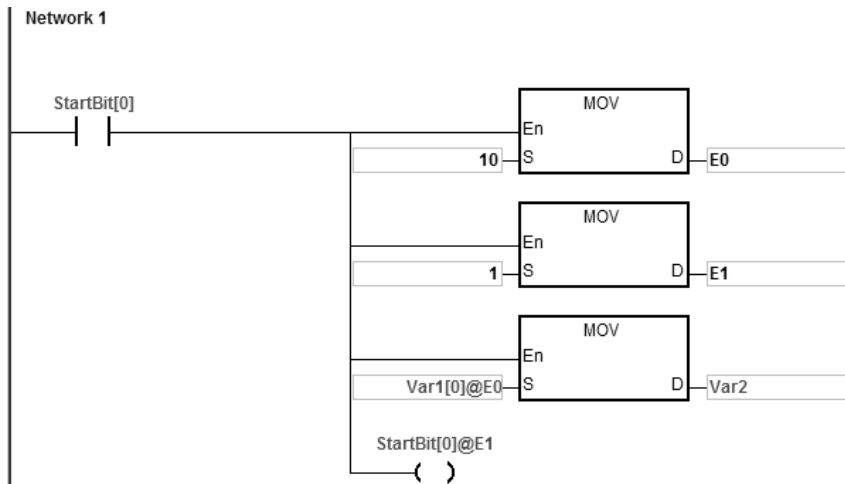 Network 1
StartBit[0]
MOV
En
10 S D E0
MOV
En
1 S D E1
MOV
En
Var1[0]@E0 S D Var2
StartBit[0]@E1